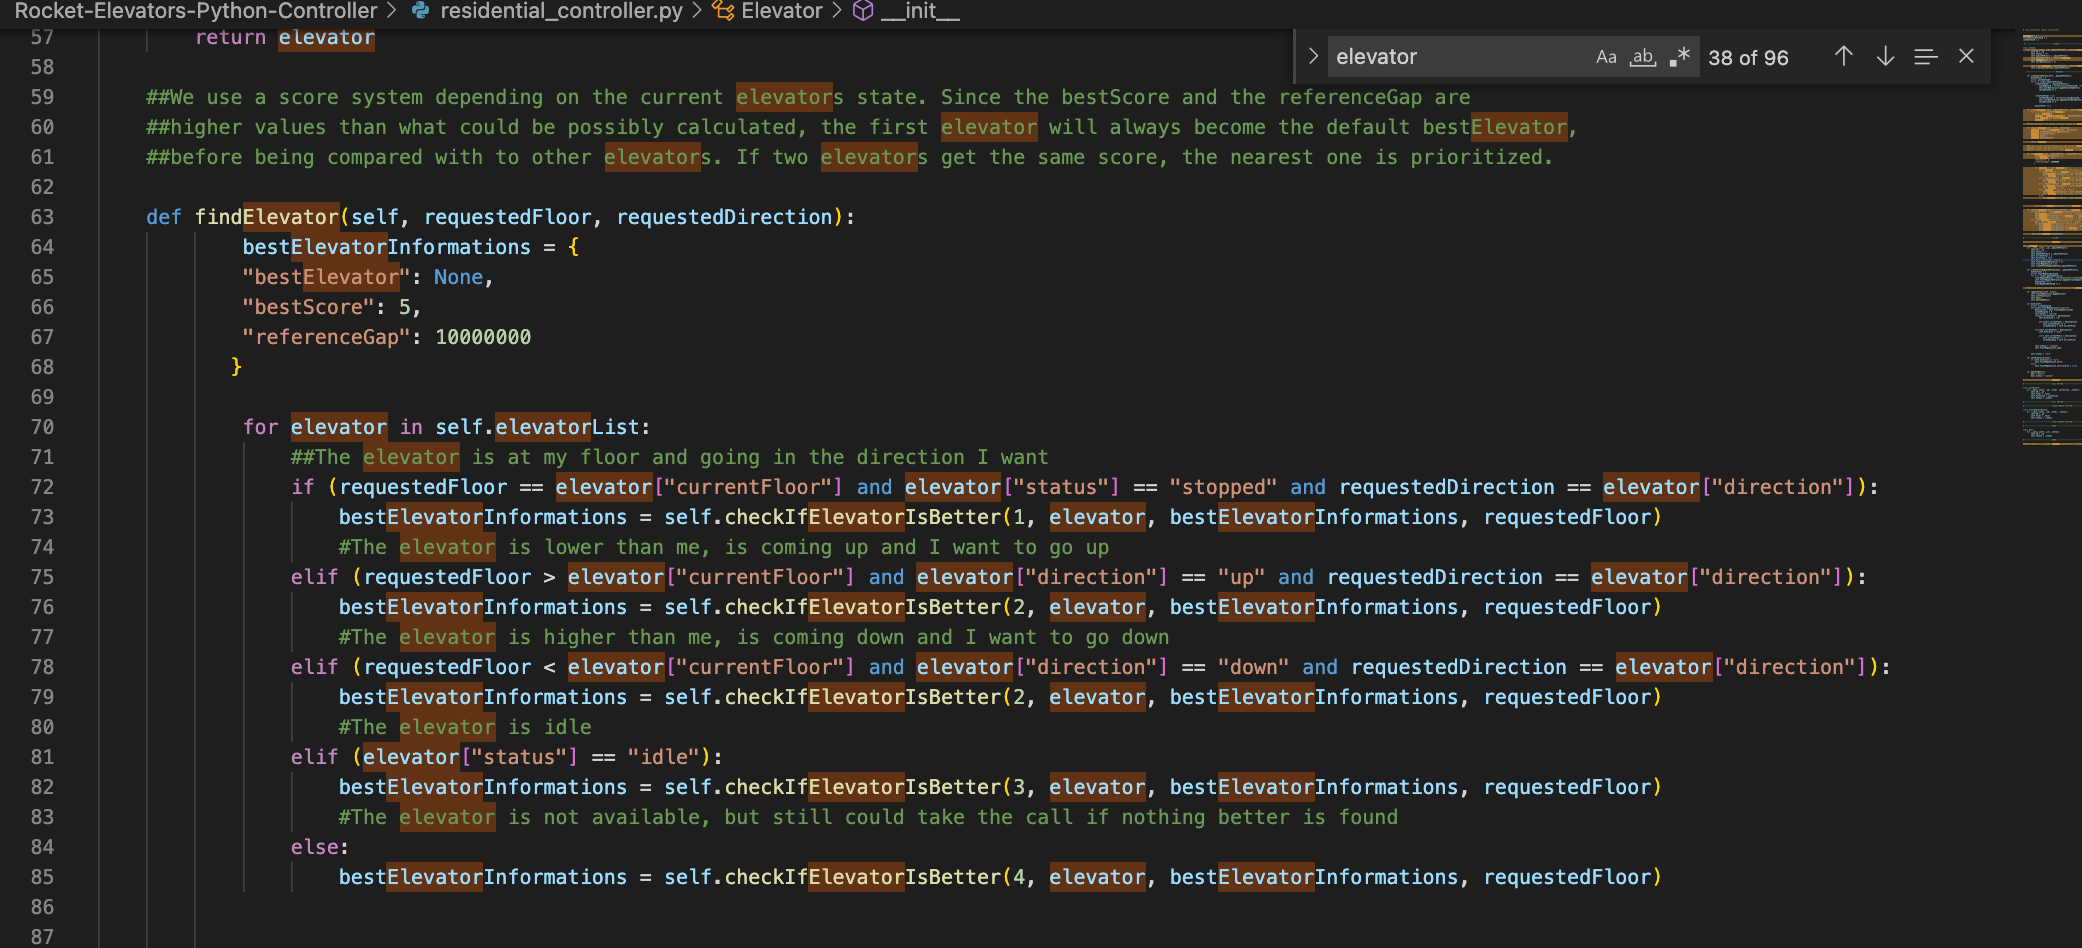 Rocket-Elevators-Python-Controller > residential_controller.py > Elevator > __init__
elevator Aa ab .* 38 of 96
57 return elevator
58
59 ##We use a score system depending on the current elevators state. Since the bestScore and the referenceGap are
60 ##higher values than what could be possibly calculated, the first elevator will always become the default bestElevator,
61 ##before being compared with to other elevators. If two elevators get the same score, the nearest one is prioritized.
62
63 def findElevator(self, requestedFloor, requestedDirection):
64 bestElevatorInformations = {
65 "bestElevator": None,
66 "bestScore": 5,
67 "referenceGap": 10000000
68 }
69
70 for elevator in self.elevatorList:
71 ##The elevator is at my floor and going in the direction I want
72 if (requestedFloor == elevator["currentFloor"] and elevator["status"] == "stopped" and requestedDirection == elevator["direction"]):
73 bestElevatorInformations = self.checkIfElevatorIsBetter(1, elevator, bestElevatorInformations, requestedFloor)
74 #The elevator is lower than me, is coming up and I want to go up
75 elif (requestedFloor > elevator["currentFloor"] and elevator["direction"] == "up" and requestedDirection == elevator["direction"]):
76 bestElevatorInformations = self.checkIfElevatorIsBetter(2, elevator, bestElevatorInformations, requestedFloor)
77 #The elevator is higher than me, is coming down and I want to go down
78 elif (requestedFloor < elevator["currentFloor"] and elevator["direction"] == "down" and requestedDirection == elevator["direction"]):
79 bestElevatorInformations = self.checkIfElevatorIsBetter(2, elevator, bestElevatorInformations, requestedFloor)
80 #The elevator is idle
81 elif (elevator["status"] == "idle"):
82 bestElevatorInformations = self.checkIfElevatorIsBetter(3, elevator, bestElevatorInformations, requestedFloor)
83 #The elevator is not available, but still could take the call if nothing better is found
84 else:
85 bestElevatorInformations = self.checkIfElevatorIsBetter(4, elevator, bestElevatorInformations, requestedFloor)
86
87